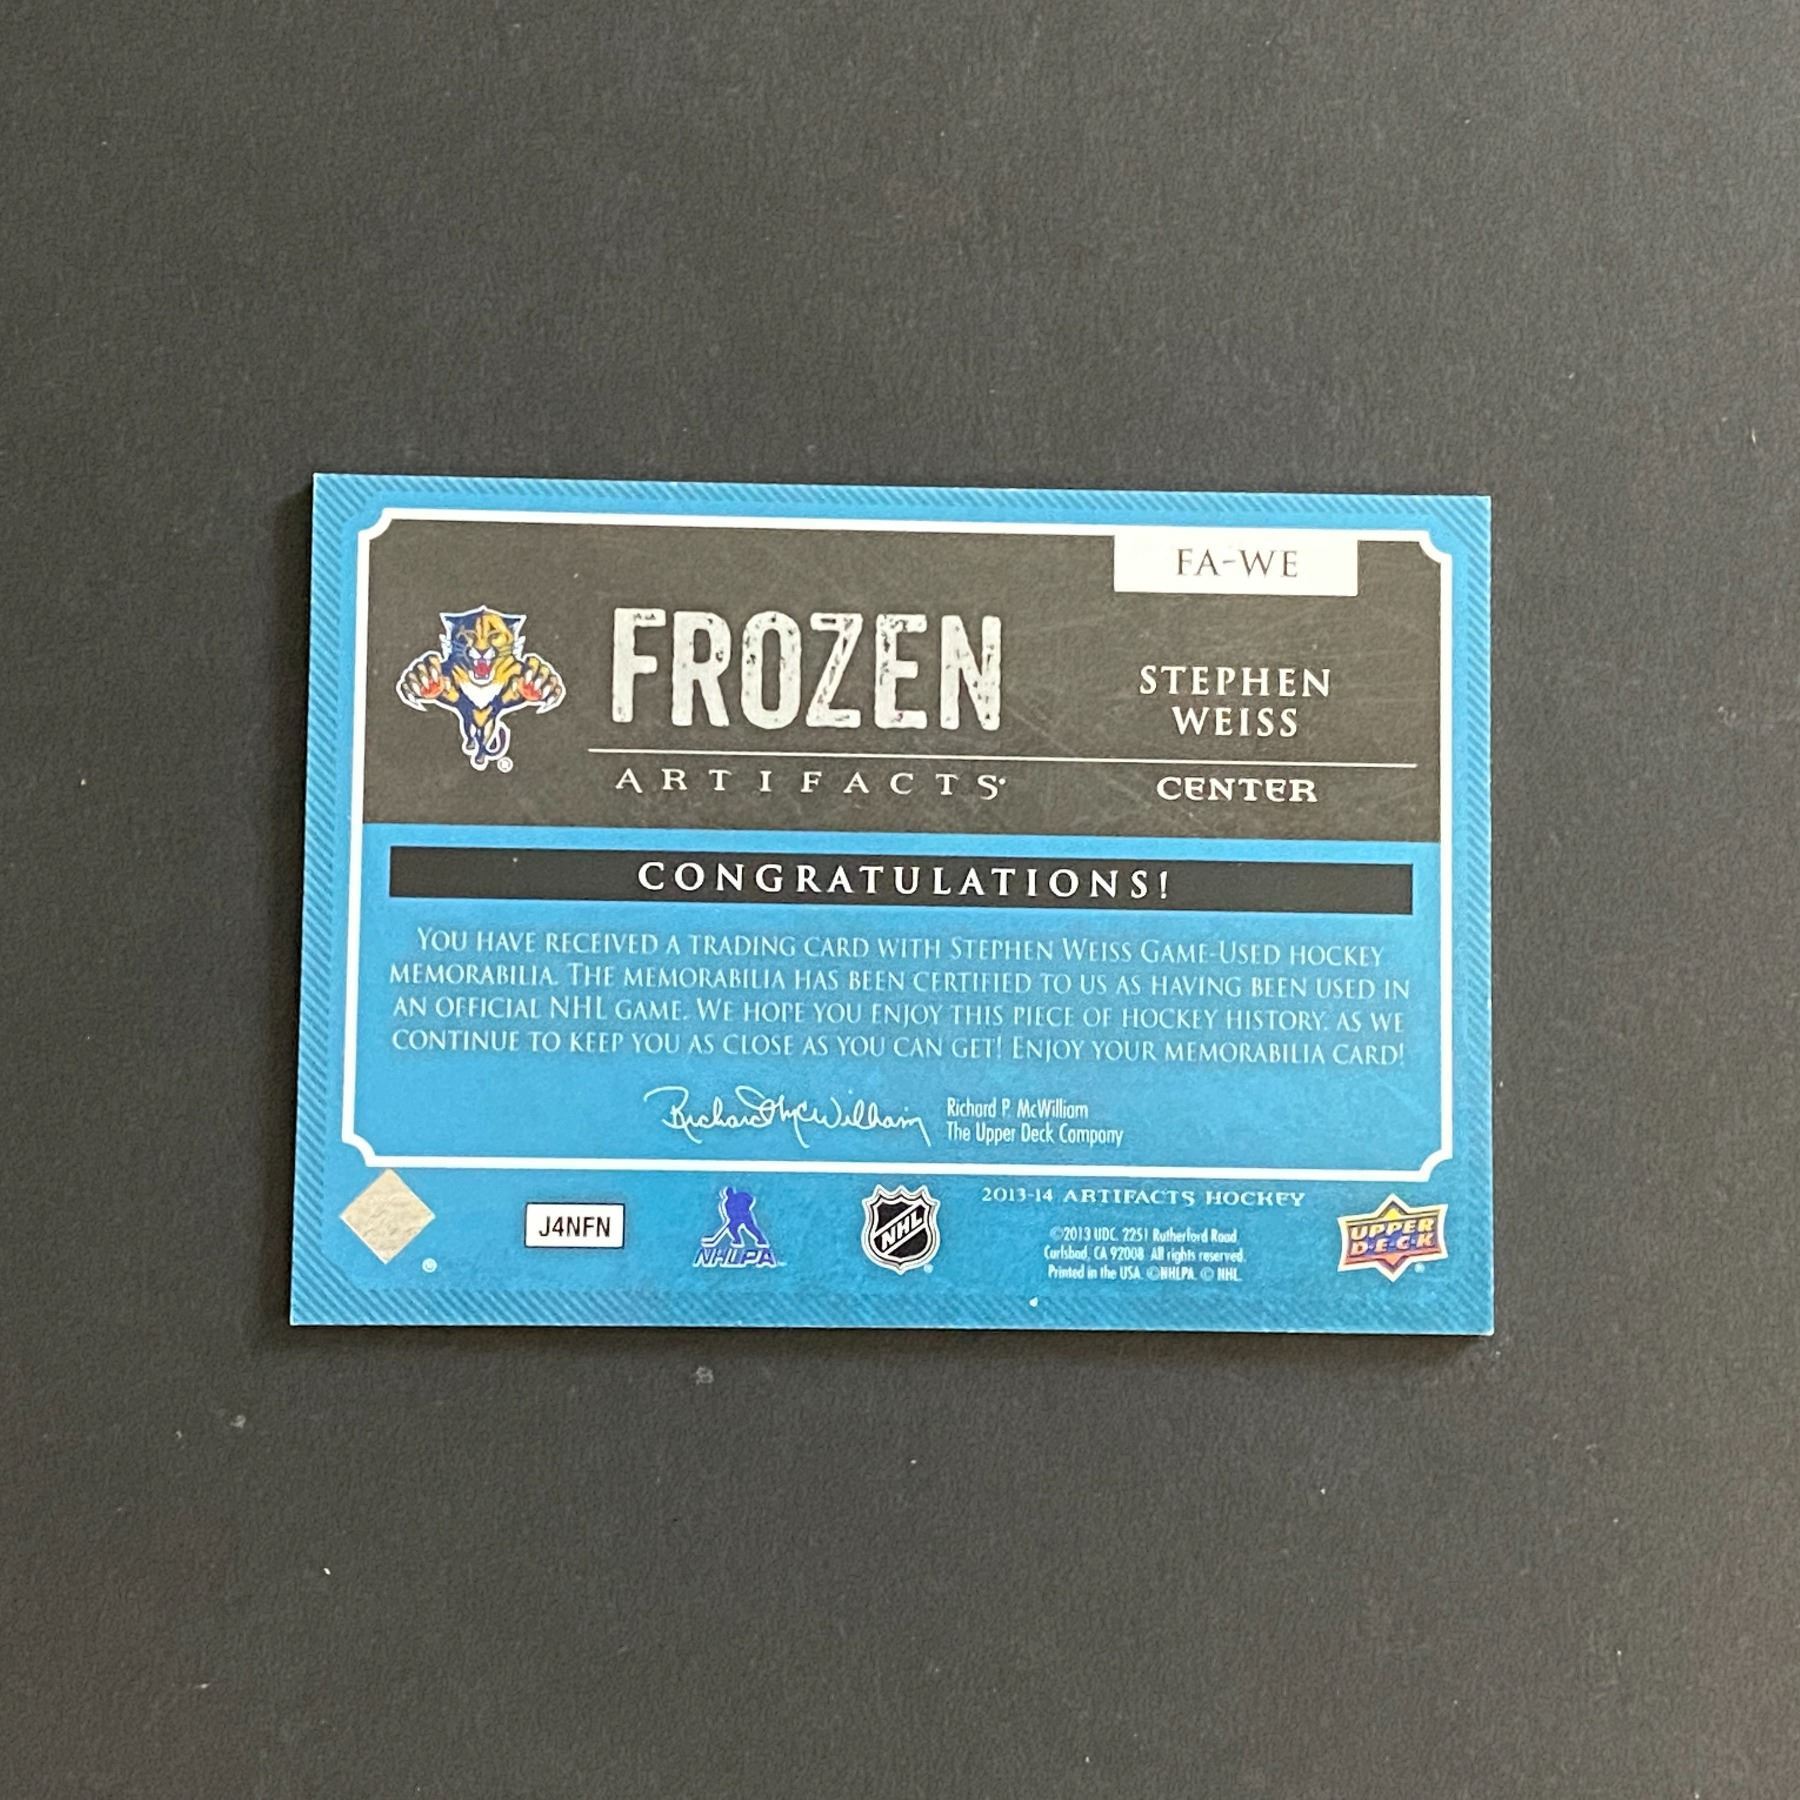 FA-WE
FROZEN
ARTIFACTS
STEPHEN
WEISS
CENTER
CONGRATULATIONS!
YOU HAVE RECEIVED A TRADING CARD WITH STEPHEN WEISS GAME-USED HOCKEY
MEMORABILIA. THE MEMORABILIA HAS BEEN CERTIFIED TO US AS HAVING BEEN USED IN
AN OFFICIAL NHL GAME. WE HOPE YOU ENJOY THIS PIECE OF HOCKEY HISTORY. AS WE
CONTINUE TO KEEP YOU AS CLOSE AS YOU CAN GET! ENJOY YOUR MEMORABILIA CARD!
Richard McWilliam
Richard P. McWilliam
The Upper Deck Company
J4NFN
NHLPA
NHL
2013-14 ARTIFACTS HOCKEY
©2013 UDC. 2251 Rutherford Road
Carlsbad, CA 92008 All rights reserved.
Printed in the USA. ©NHLPA. © NHL.
UPPER
DECK